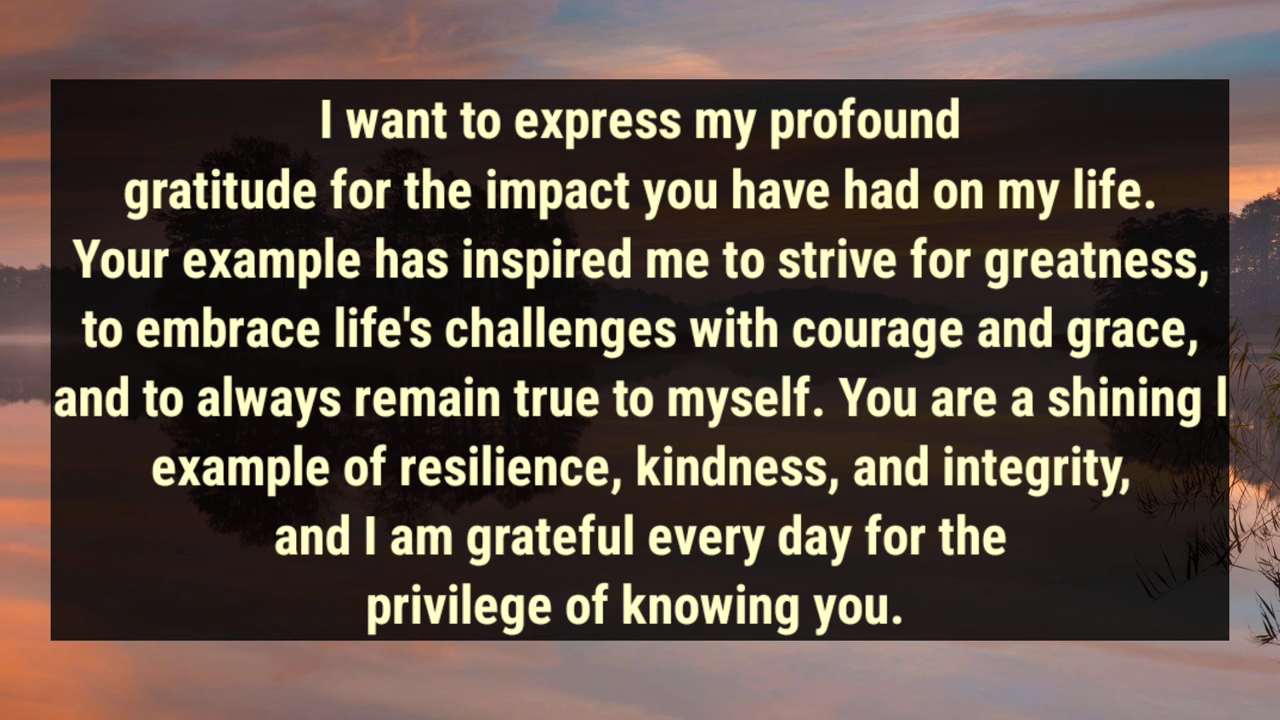 I want to express my profound
gratitude for the impact you have had on my life.
Your example has inspired me to strive for greatness,
to embrace life's challenges with courage and grace,
and to always remain true to myself. You are a shining l
example of resilience, kindness, and integrity,
and I am grateful every day for the
privilege of knowing you.